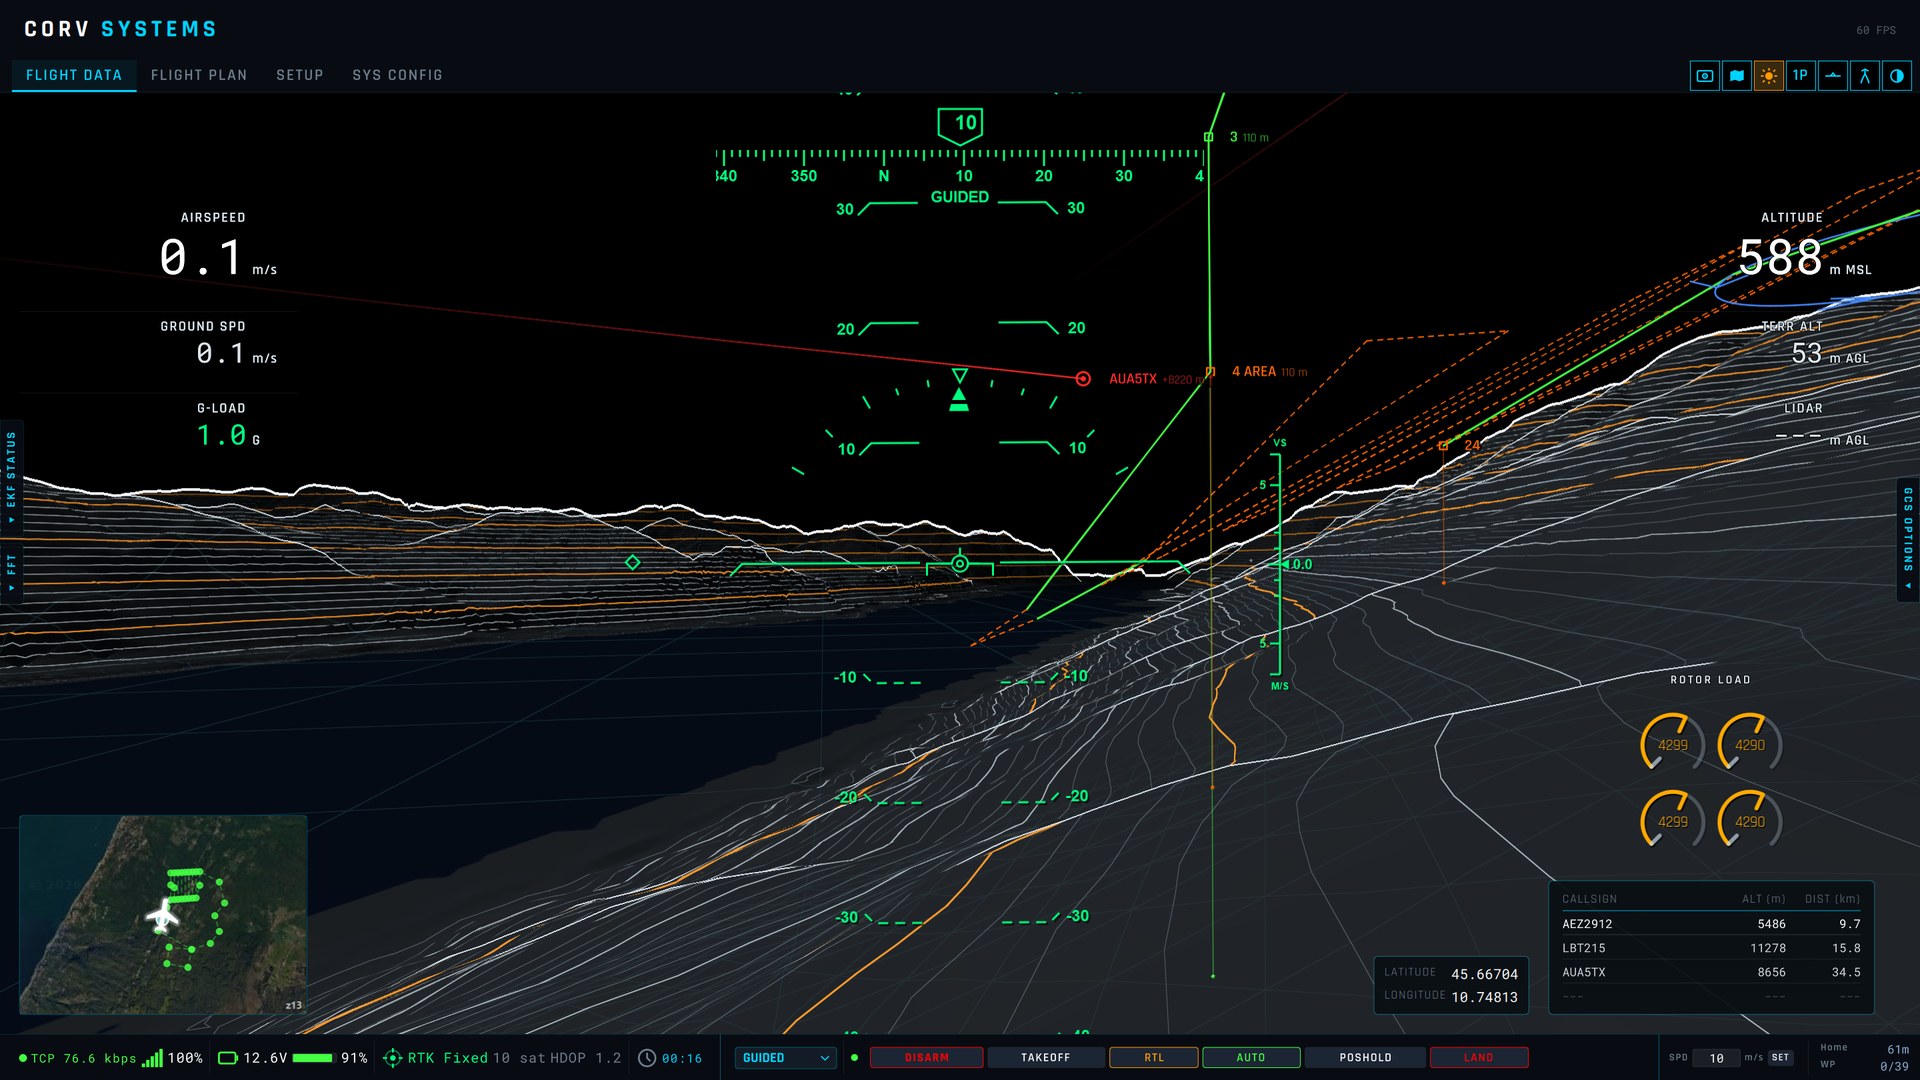 CORV SYSTEMS
60 FPS
FLIGHT DATA
FLIGHT PLAN
SETUP
SYS CONFIG
1P
10
340 350 N 10 20 30 4
GUIDED
30 30
20 20
10 10
-10 -10
-20 -20
-30 -30
AIRSPEED
0.1 m/s
GROUND SPD
0.1 m/s
G-LOAD
1.0 G
EKF STATUS
FFT
3 110 m
AUA5TX +8220 m
4 AREA 110 m
24
VS
5
0.0
5
M/S
ALTITUDE
588 m MSL
TERR ALT
53 m AGL
LIDAR
--- m AGL
GCS OPTIONS
ROTOR LOAD
4299 4290
4299 4290
z13
LATITUDE 45.66704
LONGITUDE 10.74813
CALLSIGN ALT (m) DIST (km)
AEZ2912 5486 9.7
LBT215 11278 15.8
AUA5TX 8656 34.5
--- --- ---
TCP 76.6 kbps 100%
12.6V 91%
RTK Fixed 10 sat HDOP 1.2
00:16
GUIDED
DISARM
TAKEOFF
RTL
AUTO
POSHOLD
LAND
SPD 10 m/s SET
Home 61m
WP 0/39